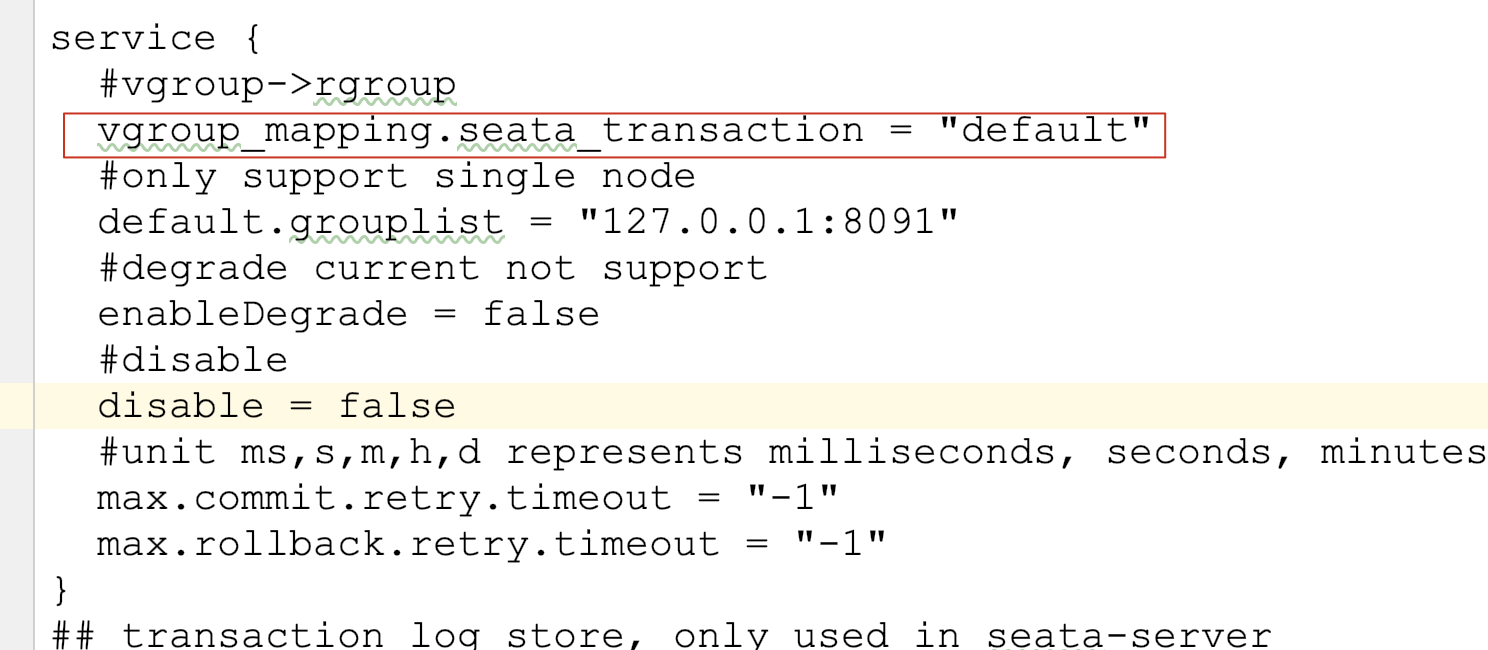 service {
#vgroup->rgroup
vgroup_mapping.seata_transaction = "default"
#only support single node
default.grouplist = "127.0.0.1:8091"
#degrade current not support
enableDegrade = false
#disable
disable = false
#unit ms,s,m,h,d represents milliseconds, seconds, minutes
max.commit.retry.timeout = "-1"
max.rollback.retry.timeout = "-1"
}
## transaction log store, only used in seata-server